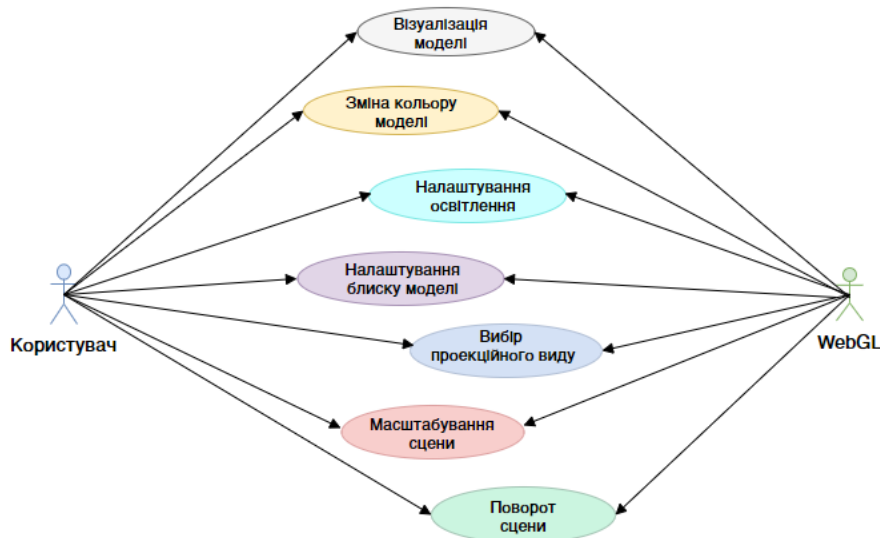 Візуалізація
моделі
Зміна кольору
моделі
Налаштування
освітлення
Налаштування
блиску моделі
Користувач
WebGL
Вибір
проекційного виду
Масштабування
сцени
Поворот
сцени